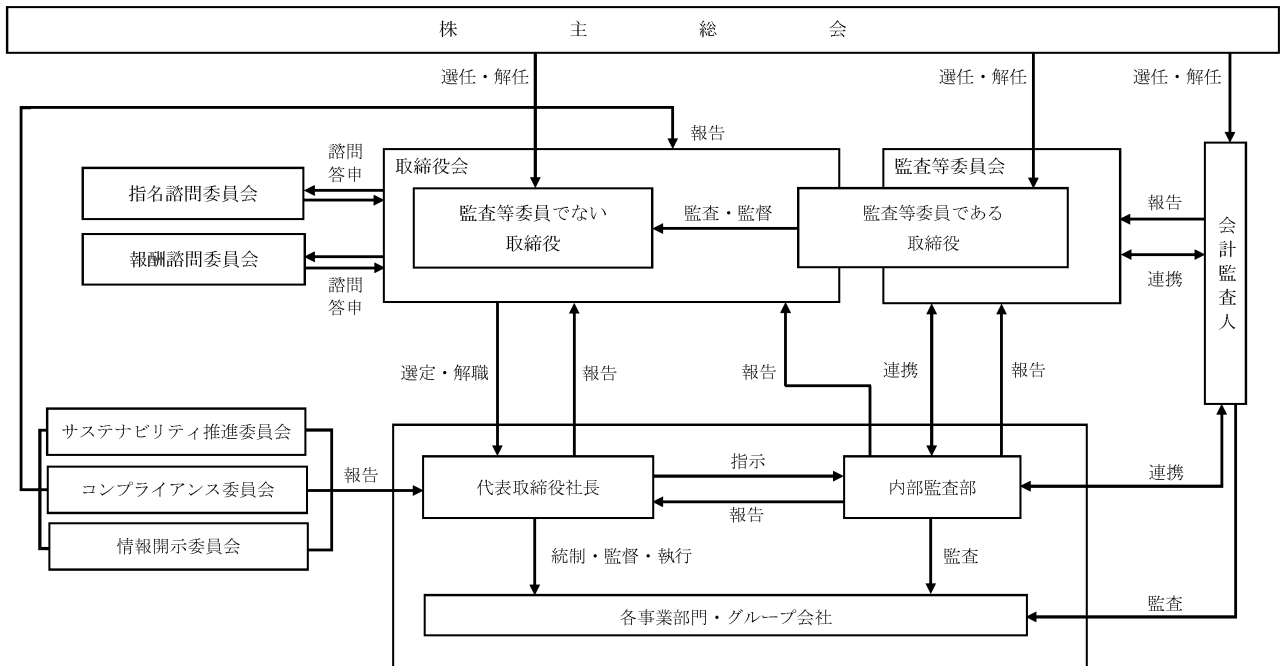 株主総会
選任・解任
選任・解任
選任・解任
報告
諮問
答申
取締役会
監査等委員会
指名諮問委員会
監査等委員でない
取締役
監査・監督
監査等委員である
取締役
報告
会計監査人
報酬諮問委員会
連携
諮問
答申
選定・解職
報告
報告
連携
報告
サステナビリティ推進委員会
コンプライアンス委員会
情報開示委員会
報告
代表取締役社長
指示
報告
内部監査部
連携
統制・監督・執行
監査
各事業部門・グループ会社
監査